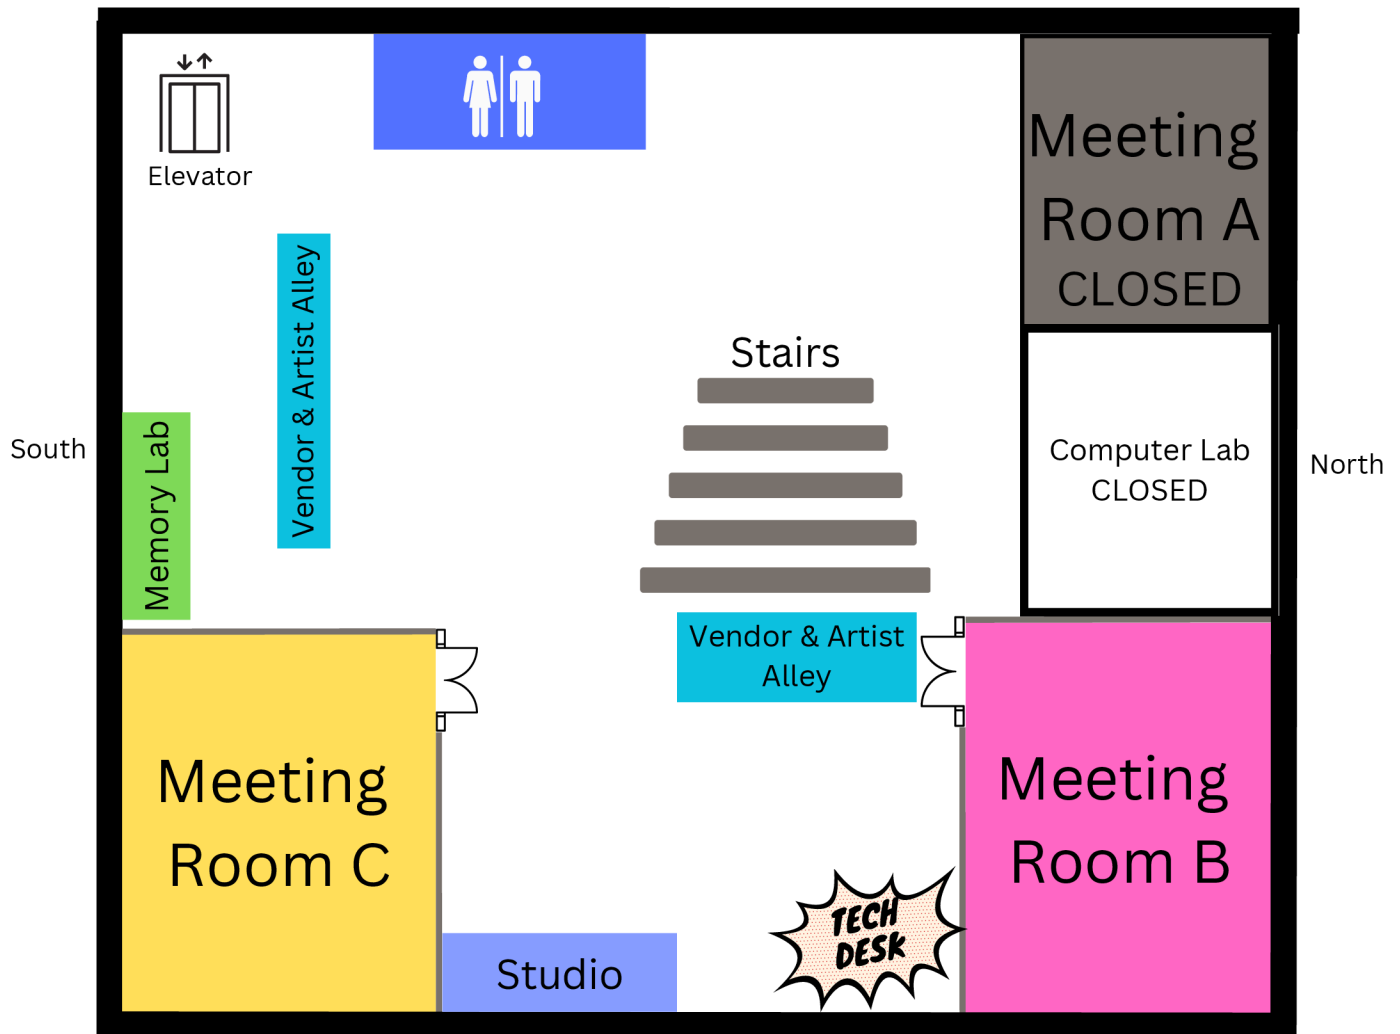 Elevator
Meeting
Room A
CLOSED
Vendor & Artist Alley
Stairs
South
Memory Lab
Computer Lab
CLOSED
North
Vendor & Artist
Alley
Meeting
Room C
Meeting
Room B
TECH
DESK
Studio